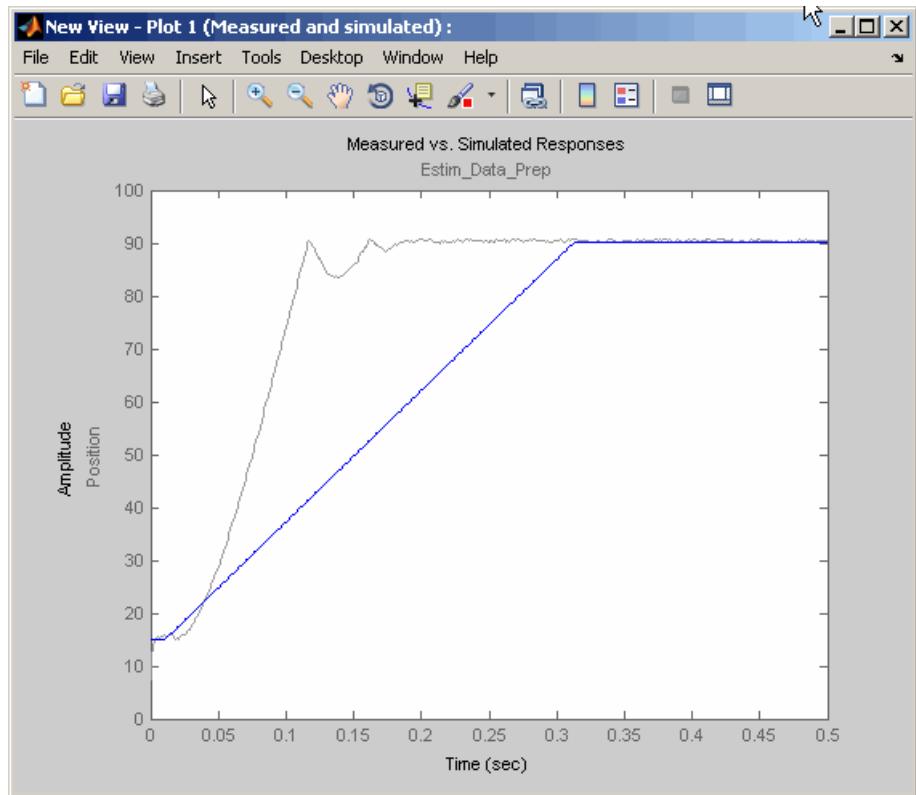 New View - Plot 1 (Measured and simulated) :
File Edit View Insert Tools Desktop Window Help
Measured vs. Simulated Responses
Estim_Data_Prep
100
90
80
70
60
50
40
30
20
10
0
Amplitude
Position
0 0.05 0.1 0.15 0.2 0.25 0.3 0.35 0.4 0.45 0.5
Time (sec)